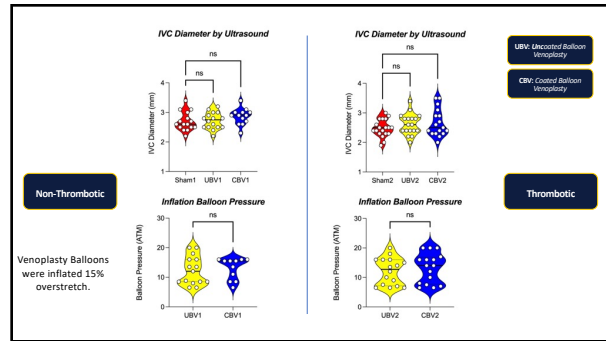 IVC Diameter by Ultrasound
ns
ns
IVC Diameter (mm)
4
3
2
1
Sham1 UBV1 CBV1
IVC Diameter by Ultrasound
ns
ns
IVC Diameter (mm)
4
3
2
1
Sham2 UBV2 CBV2
UBV: Uncoated Balloon
Venoplasty
CBV: Coated Balloon
Venoplasty
Non-Thrombotic
Thrombotic
Venoplasty Balloons
were inflated 15%
overstretch.
Inflation Balloon Pressure
ns
Balloon Pressure (ATM)
30
20
10
0
UBV1 CBV1
Inflation Balloon Pressure
ns
Balloon Pressure (ATM)
30
20
10
0
UBV2 CBV2